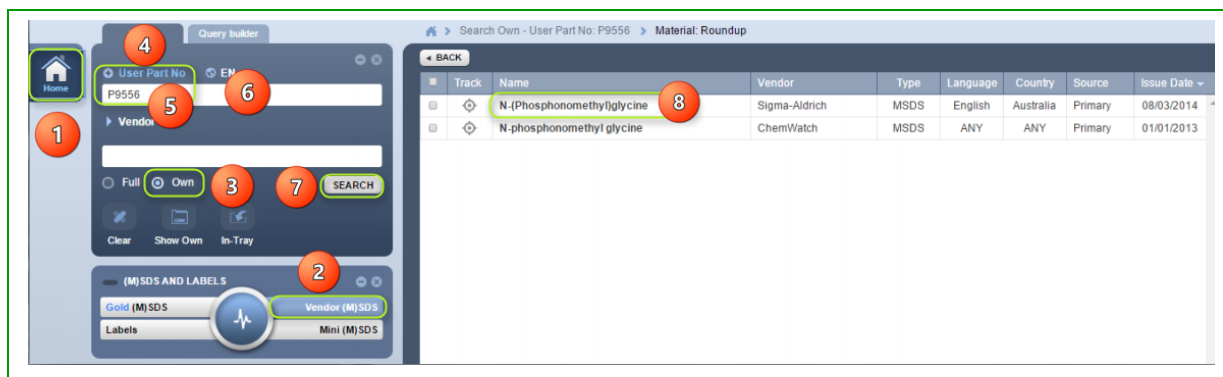 Query builder
Home
User Part No EN
P9556
Vendor
Full Own
SEARCH
Clear Show Own In-Tray
(M)SDS AND LABELS
Gold (M)SDS Vendor (M)SDS
Labels Mini (M)SDS
1
2
3
4
5
6
7
8
Search Own - User Part No: P9556 > Material: Roundup
BACK
Track Name Vendor Type Language Country Source Issue Date
N-(Phosphonomethyl)glycine Sigma-Aldrich MSDS English Australia Primary 08/03/2014
N-phosphonomethyl glycine ChemWatch MSDS ANY ANY Primary 01/01/2013